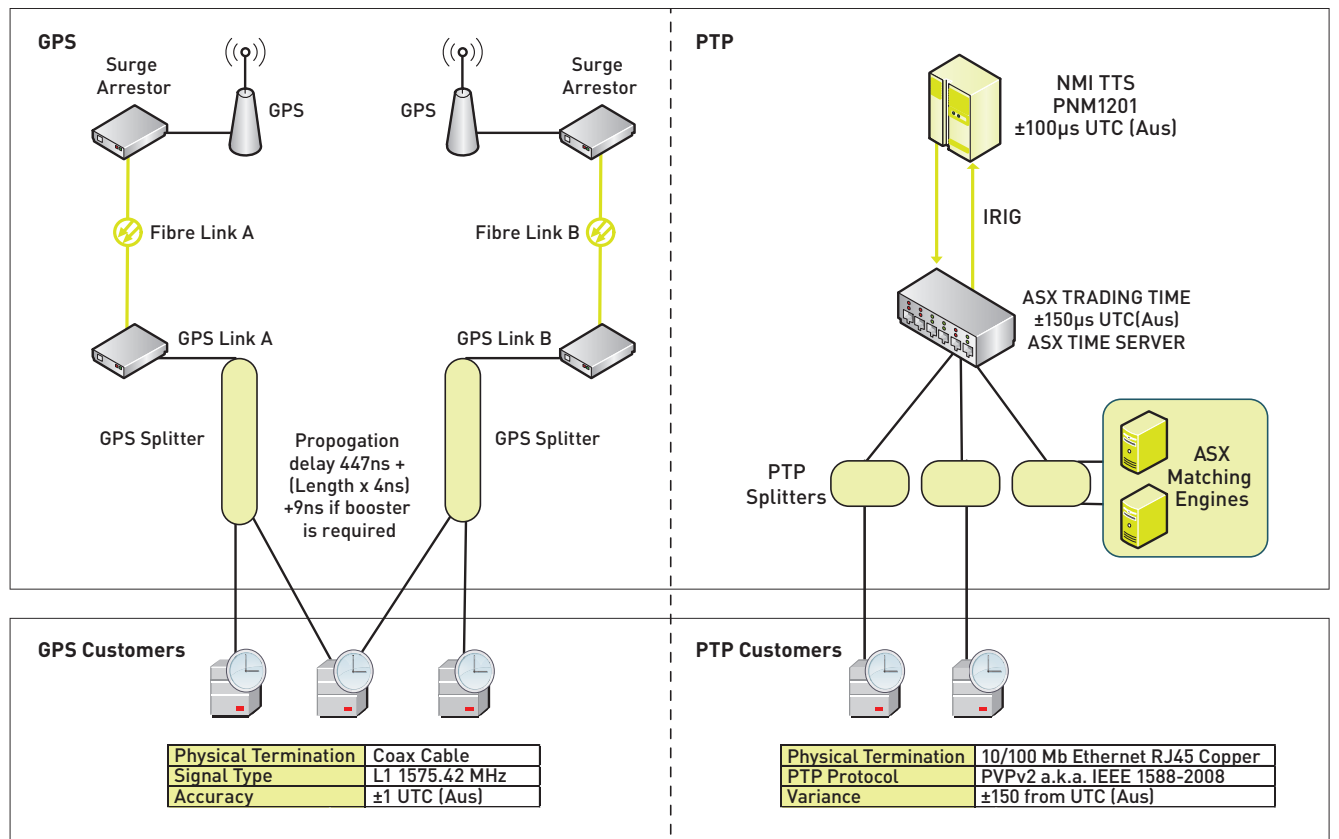 GPS
Surge
Arrestor
GPS
GPS
Surge
Arrestor
Fibre Link A
Fibre Link B
GPS Link A
GPS Link B
GPS Splitter
Propogation
delay 447ns +
(Length x 4ns)
+9ns if booster
is required
GPS Splitter
PTP
NMI TTS
PNM1201
±100µs UTC (Aus)
IRIG
ASX TRADING TIME
±150µs UTC(Aus)
ASX TIME SERVER
PTP
Splitters
ASX
Matching
Engines
GPS Customers
Physical Termination Coax Cable
Signal Type L1 1575.42 MHz
Accuracy ±1 UTC (Aus)
PTP Customers
Physical Termination 10/100 Mb Ethernet RJ45 Copper
PTP Protocol PVPv2 a.k.a. IEEE 1588-2008
Variance ±150 from UTC (Aus)